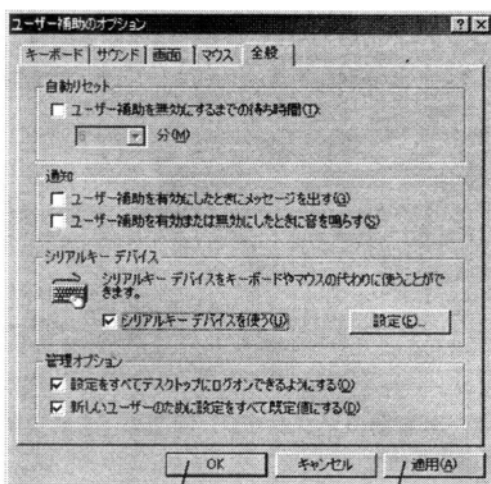 ユーザー補助のオプション
キーボード サウンド 画面 マウス 全般
自動リセット
ユーザー補助を無効にするまでの待ち時間(T):
5 分(M)
通知
ユーザー補助を有効にしたときにメッセージを出す(G)
ユーザー補助を有効または無効にしたときに音を鳴らす(S)
シリアルキー デバイス
シリアルキー デバイスをキーボードやマウスの代わりに使うことがで
きます。
シリアルキー デバイスを使う(U)
設定(E)...
管理オプション
設定をすべてデスクトップにログオンできるようにする(O)
新しいユーザーのために設定をすべて既定値にする(D)
OK キャンセル 適用(A)